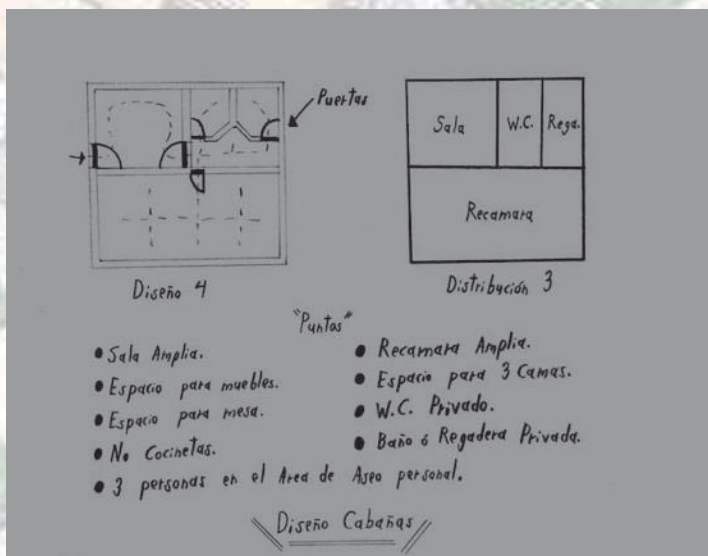 Puertas
Sala
W.C.
Rega.
Recamara
Diseño 4
Distribución 3
"Puntos"
● Sala Amplia.
● Espacio para muebles.
● Espacio para mesa.
● No Cocinetas.
● Recamara Amplia.
● Espacio para 3 Camas.
● W.C. Privado.
● Baño ó Regadera Privada.
● 3 personas en el Area de Aseo personal.
Diseño Cabañas